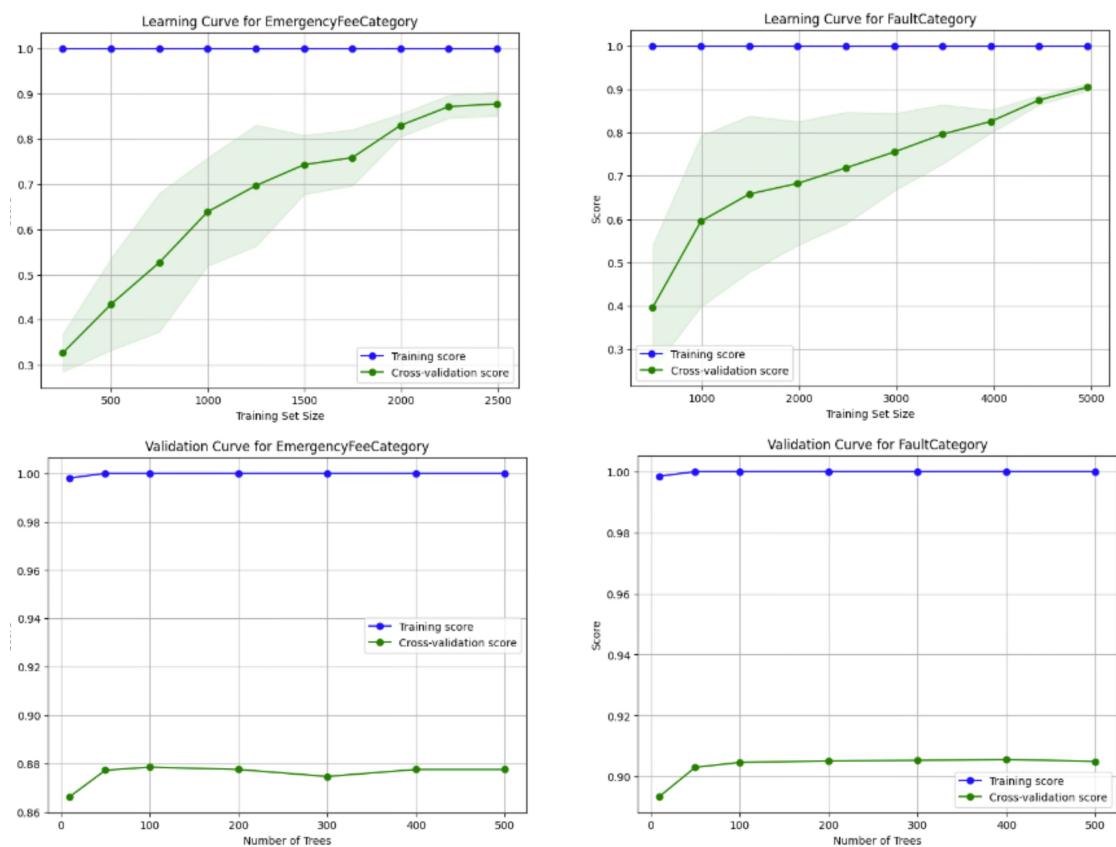 Learning Curve for EmergencyFeeCategory
1.0
0.9
0.8
0.7
0.6
0.5
0.4
0.3
Training score
Cross-validation score
500
1000
1500
2000
2500
Training Set Size
Learning Curve for FaultCategory
1.0
0.9
0.8
0.7
0.6
0.5
0.4
0.3
Score
Training score
Cross-validation score
1000
2000
3000
4000
5000
Training Set Size
Validation Curve for EmergencyFeeCategory
1.00
0.98
0.96
0.94
0.92
0.90
0.88
0.86
Training score
Cross-validation score
0
100
200
300
400
500
Number of Trees
Validation Curve for FaultCategory
1.00
0.98
0.96
0.94
0.92
0.90
Score
Training score
Cross-validation score
0
100
200
300
400
500
Number of Trees